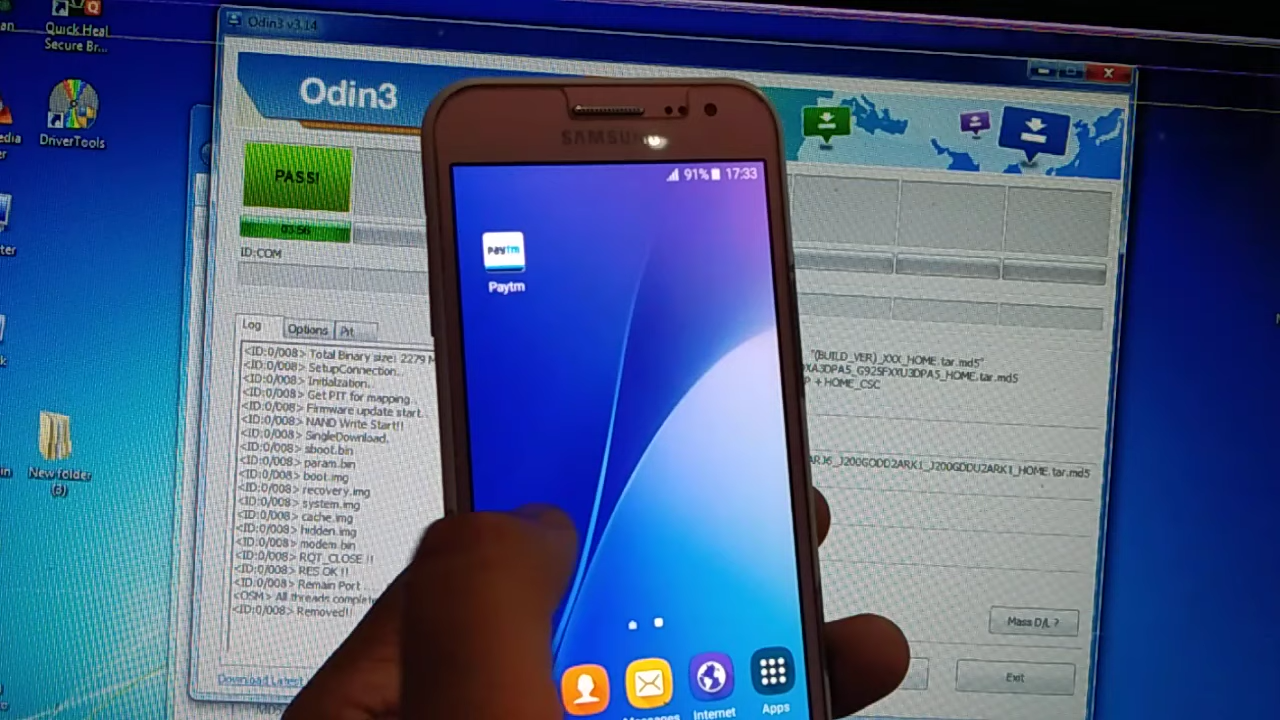 Odin3 v3.14
Quick Heal
Secure Br...
DriverTools
New folder
(3)
Odin3
PASS!
03:56
ID:COM
Log
Options
Pit
<ID:0/008> Total Binary size: 2279 M
<ID:0/008> SetupConnection..
<ID:0/008> Initialzation..
<ID:0/008> Get PIT for mapping..
<ID:0/008> Firmware update start..
<ID:0/008> NAND Write Start!!
<ID:0/008> SingleDownload.
<ID:0/008> sboot.bin
<ID:0/008> param.bin
<ID:0/008> boot.img
<ID:0/008> recovery.img
<ID:0/008> system.img
<ID:0/008> cache.img
<ID:0/008> hidden.img
<ID:0/008> modem.bin
<ID:0/008> RQT_CLOSE !!
<ID:0/008> RES OK !!
<ID:0/008> Remain Port ....
<OSM> All threads complete
<ID:0/008> Removed!!
Download Latest
SAMSUNG
91% 17:33
paytm
Paytm
Messages
Internet
Apps
"(BUILD_VER)_XXX_HOME.tar.md5"
XA3DPA5_G925FXXU3DPA5_HOME.tar.md5
P + HOME_CSC
ARJ6_J200GODD2ARK1_J200GDDU2ARK1_HOME.tar.md5
Mass D/L ?
Exit